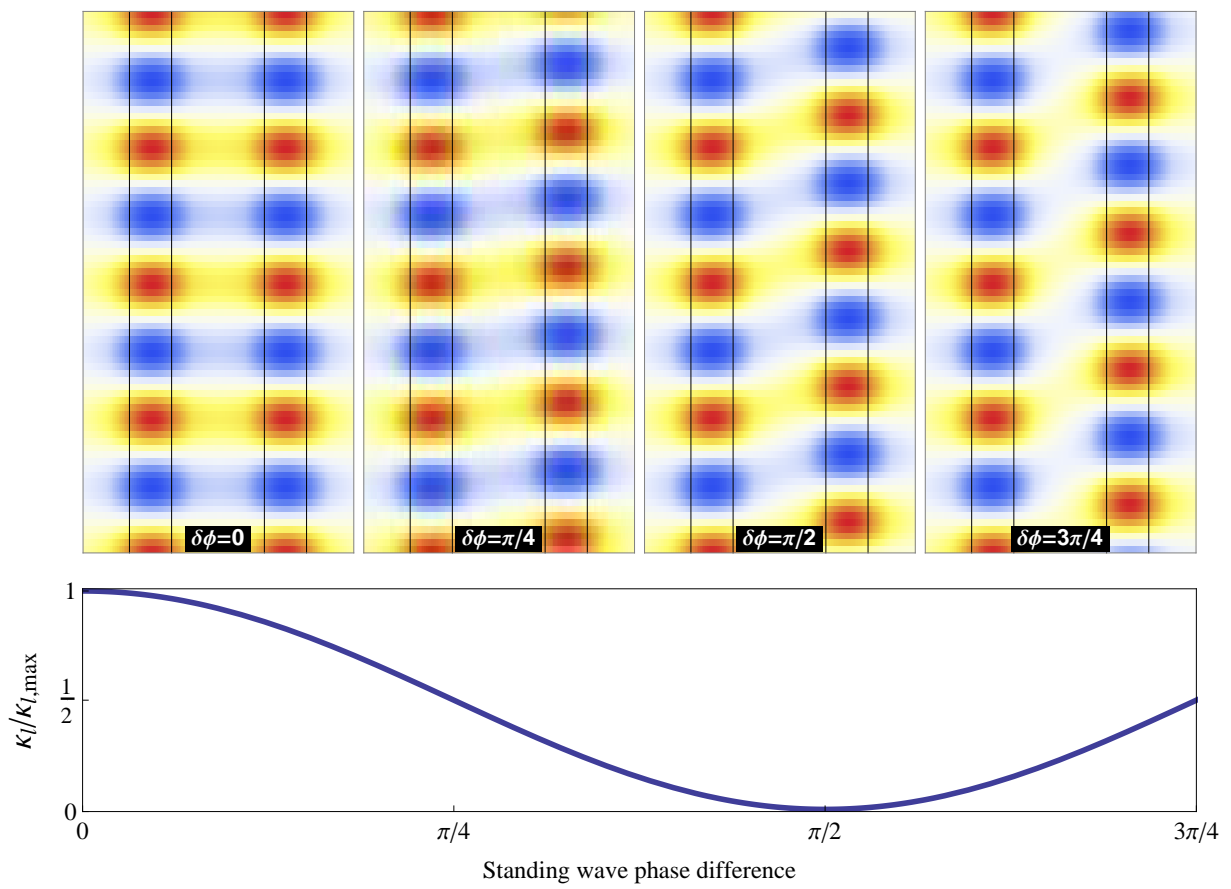 δϕ=0
δϕ=π/4
δϕ=π/2
δϕ=3π/4
κl/κl,max
1
1
2
0
0
π/4
π/2
3π/4
Standing wave phase difference